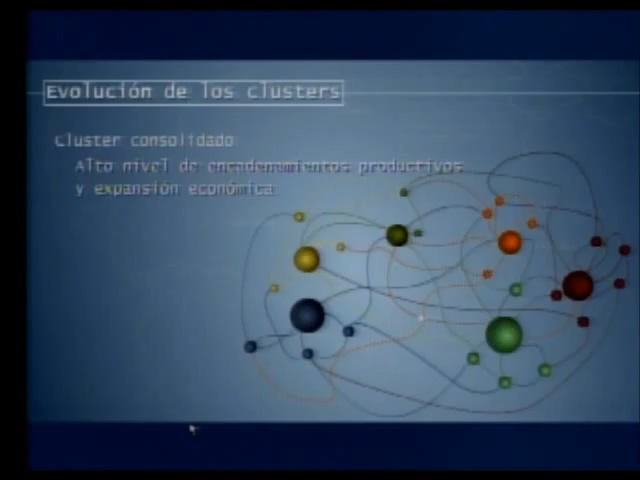 Evolución de los clusters
Cluster consolidado
Alto nivel de encadenamientos productivos
y expansión económica